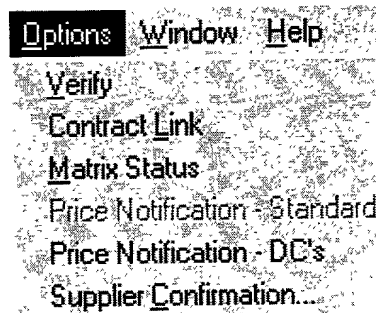 Options Window Help
Verify
Contract Link
Matrix Status
Price Notification - Standard
Price Notification - DC's
Supplier Confirmation...